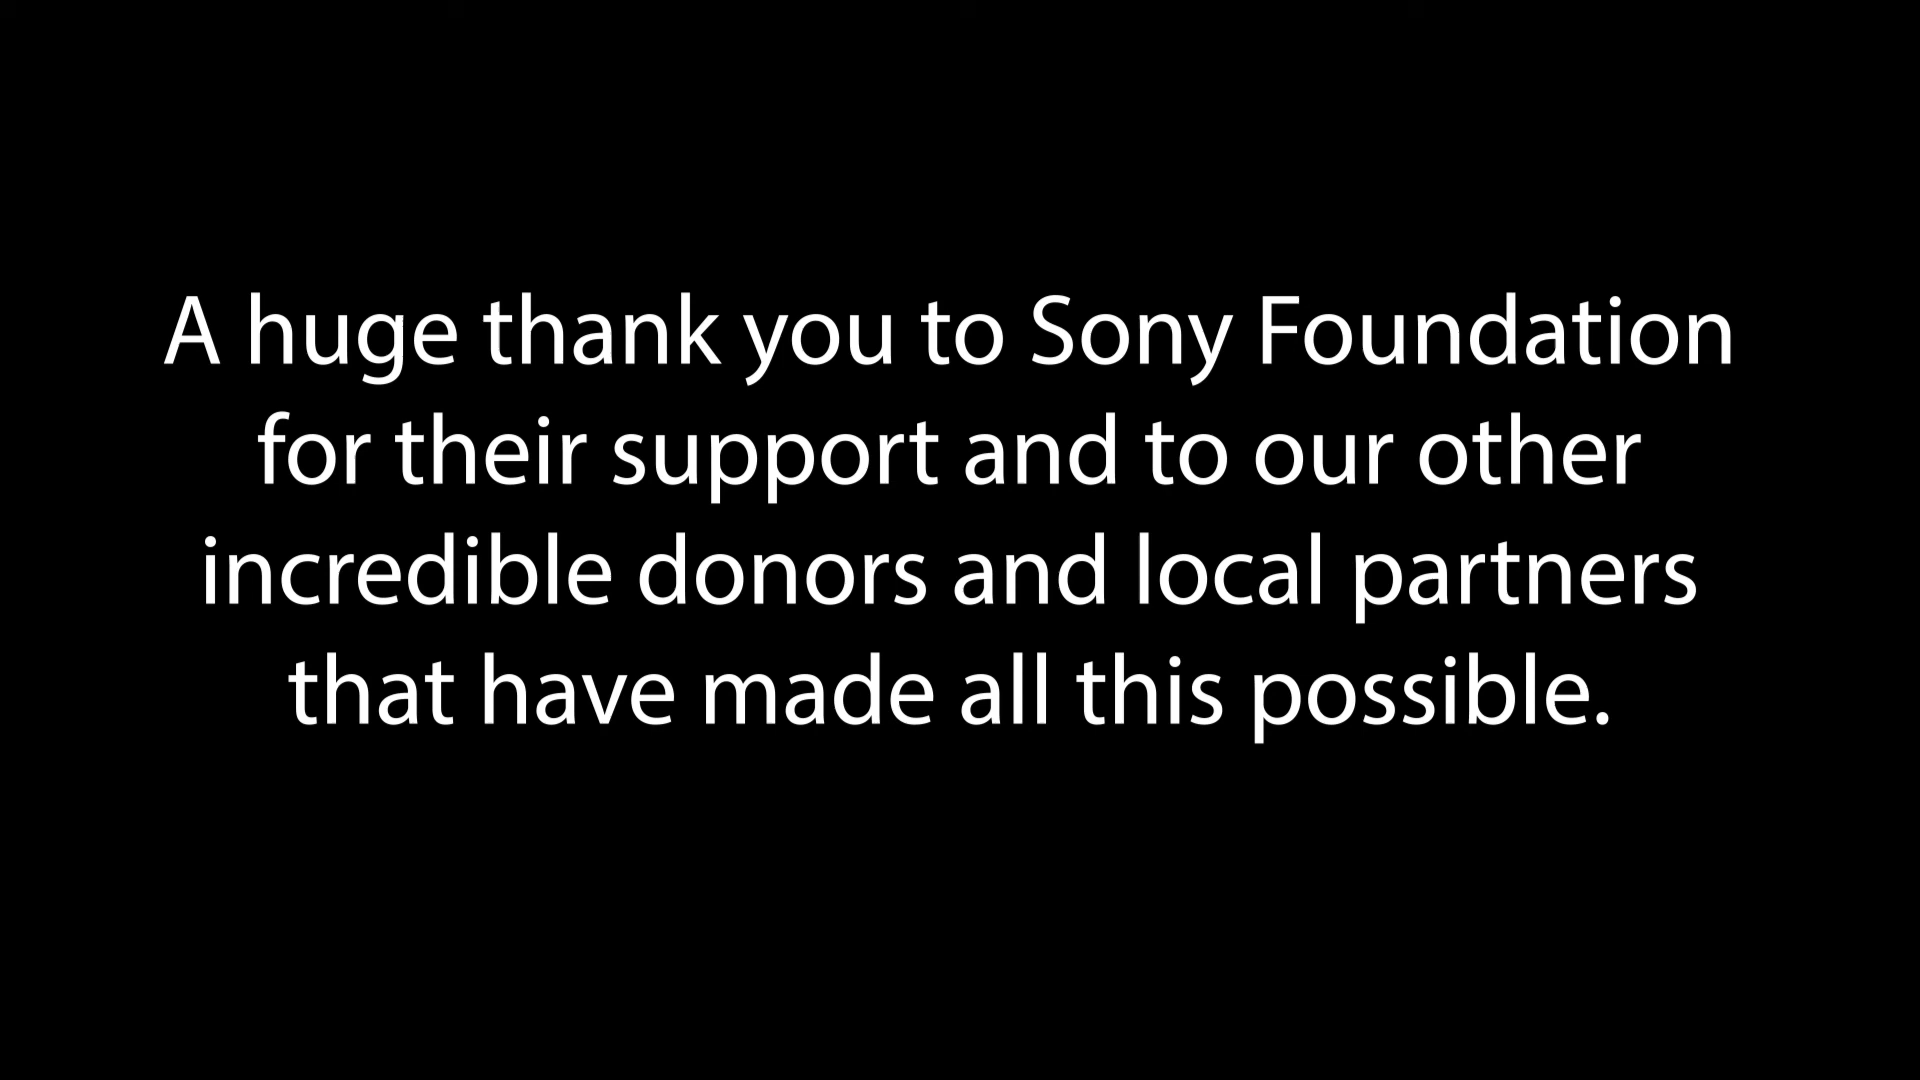 A huge thank you to Sony Foundation
for their support and to our other
incredible donors and local partners
that have made all this possible.